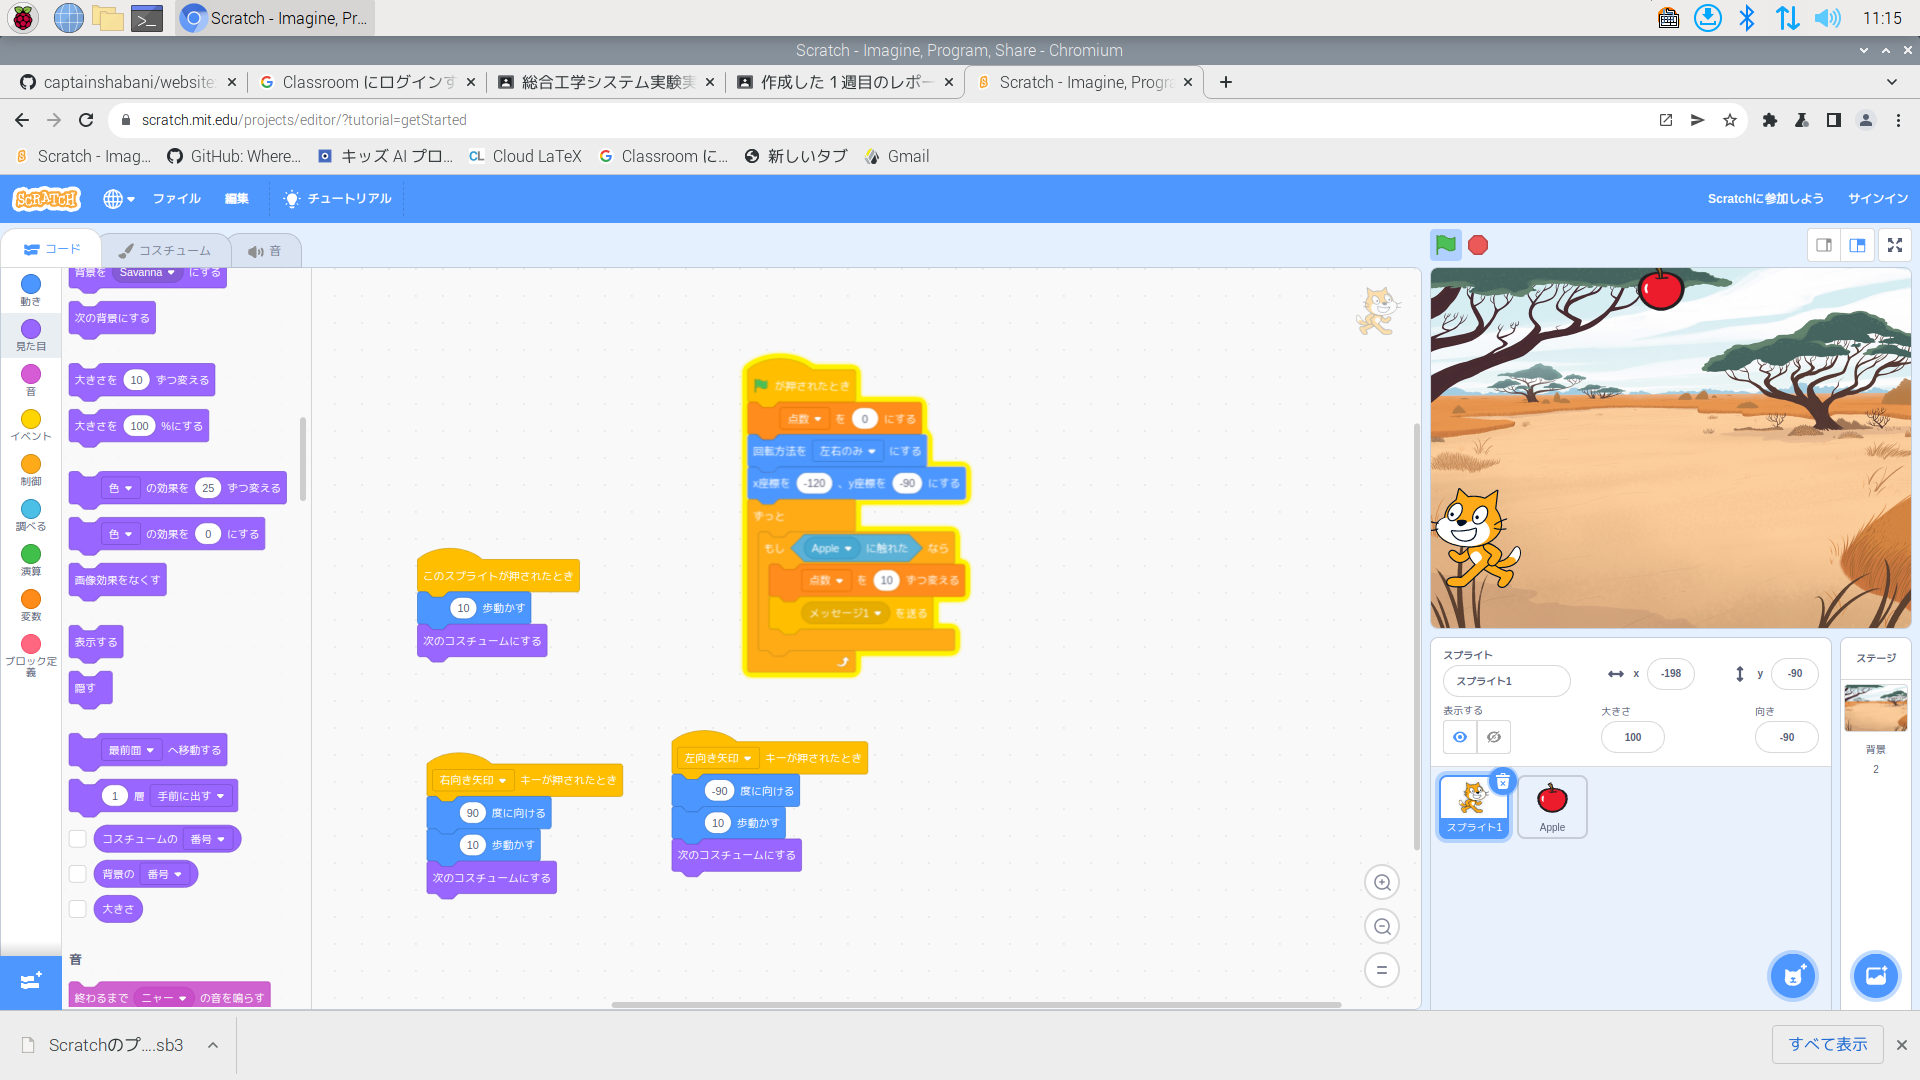 Scratch - Imagine, Pr...
11:15
Scratch - Imagine, Program, Share - Chromium
captainshabani/website
Classroom にログインす
総合工学システム実験実
作成した１週目のレポー
Scratch - Imagine, Progra
scratch.mit.edu/projects/editor/?tutorial=getStarted
Scratch - Imag...
GitHub: Where...
キッズ AI プロ...
CL
Cloud LaTeX
Classroom に...
新しいタブ
Gmail
SCRATCH
ファイル
編集
チュートリアル
Scratchに参加しよう
サインイン
コード
コスチューム
音
動き
見た目
音
イベント
制御
調べる
演算
変数
ブロック定
義
背景を Savanna にする
次の背景にする
大きさを 10 ずつ変える
大きさを 100 %にする
色 の効果を 25 ずつ変える
色 の効果を 0 にする
画像効果をなくす
表示する
隠す
最前面 へ移動する
1 層 手前に出す
コスチュームの 番号
背景の 番号
大きさ
音
終わるまで ニャー の音を鳴らす
が押されたとき
点数 を 0 にする
回転方法を 左右のみ にする
x座標を -120 、y座標を -90 にする
ずっと
もし Apple に触れた なら
点数 を 10 ずつ変える
メッセージ1 を送る
このスプライトが押されたとき
10 歩動かす
次のコスチュームにする
右向き矢印 キーが押されたとき
90 度に向ける
10 歩動かす
次のコスチュームにする
左向き矢印 キーが押されたとき
-90 度に向ける
10 歩動かす
次のコスチュームにする
スプライト
スプライト1
x -198
y -90
表示する
大きさ
100
向き
-90
スプライト1
Apple
ステージ
背景
2
Scratchのプ....sb3
すべて表示